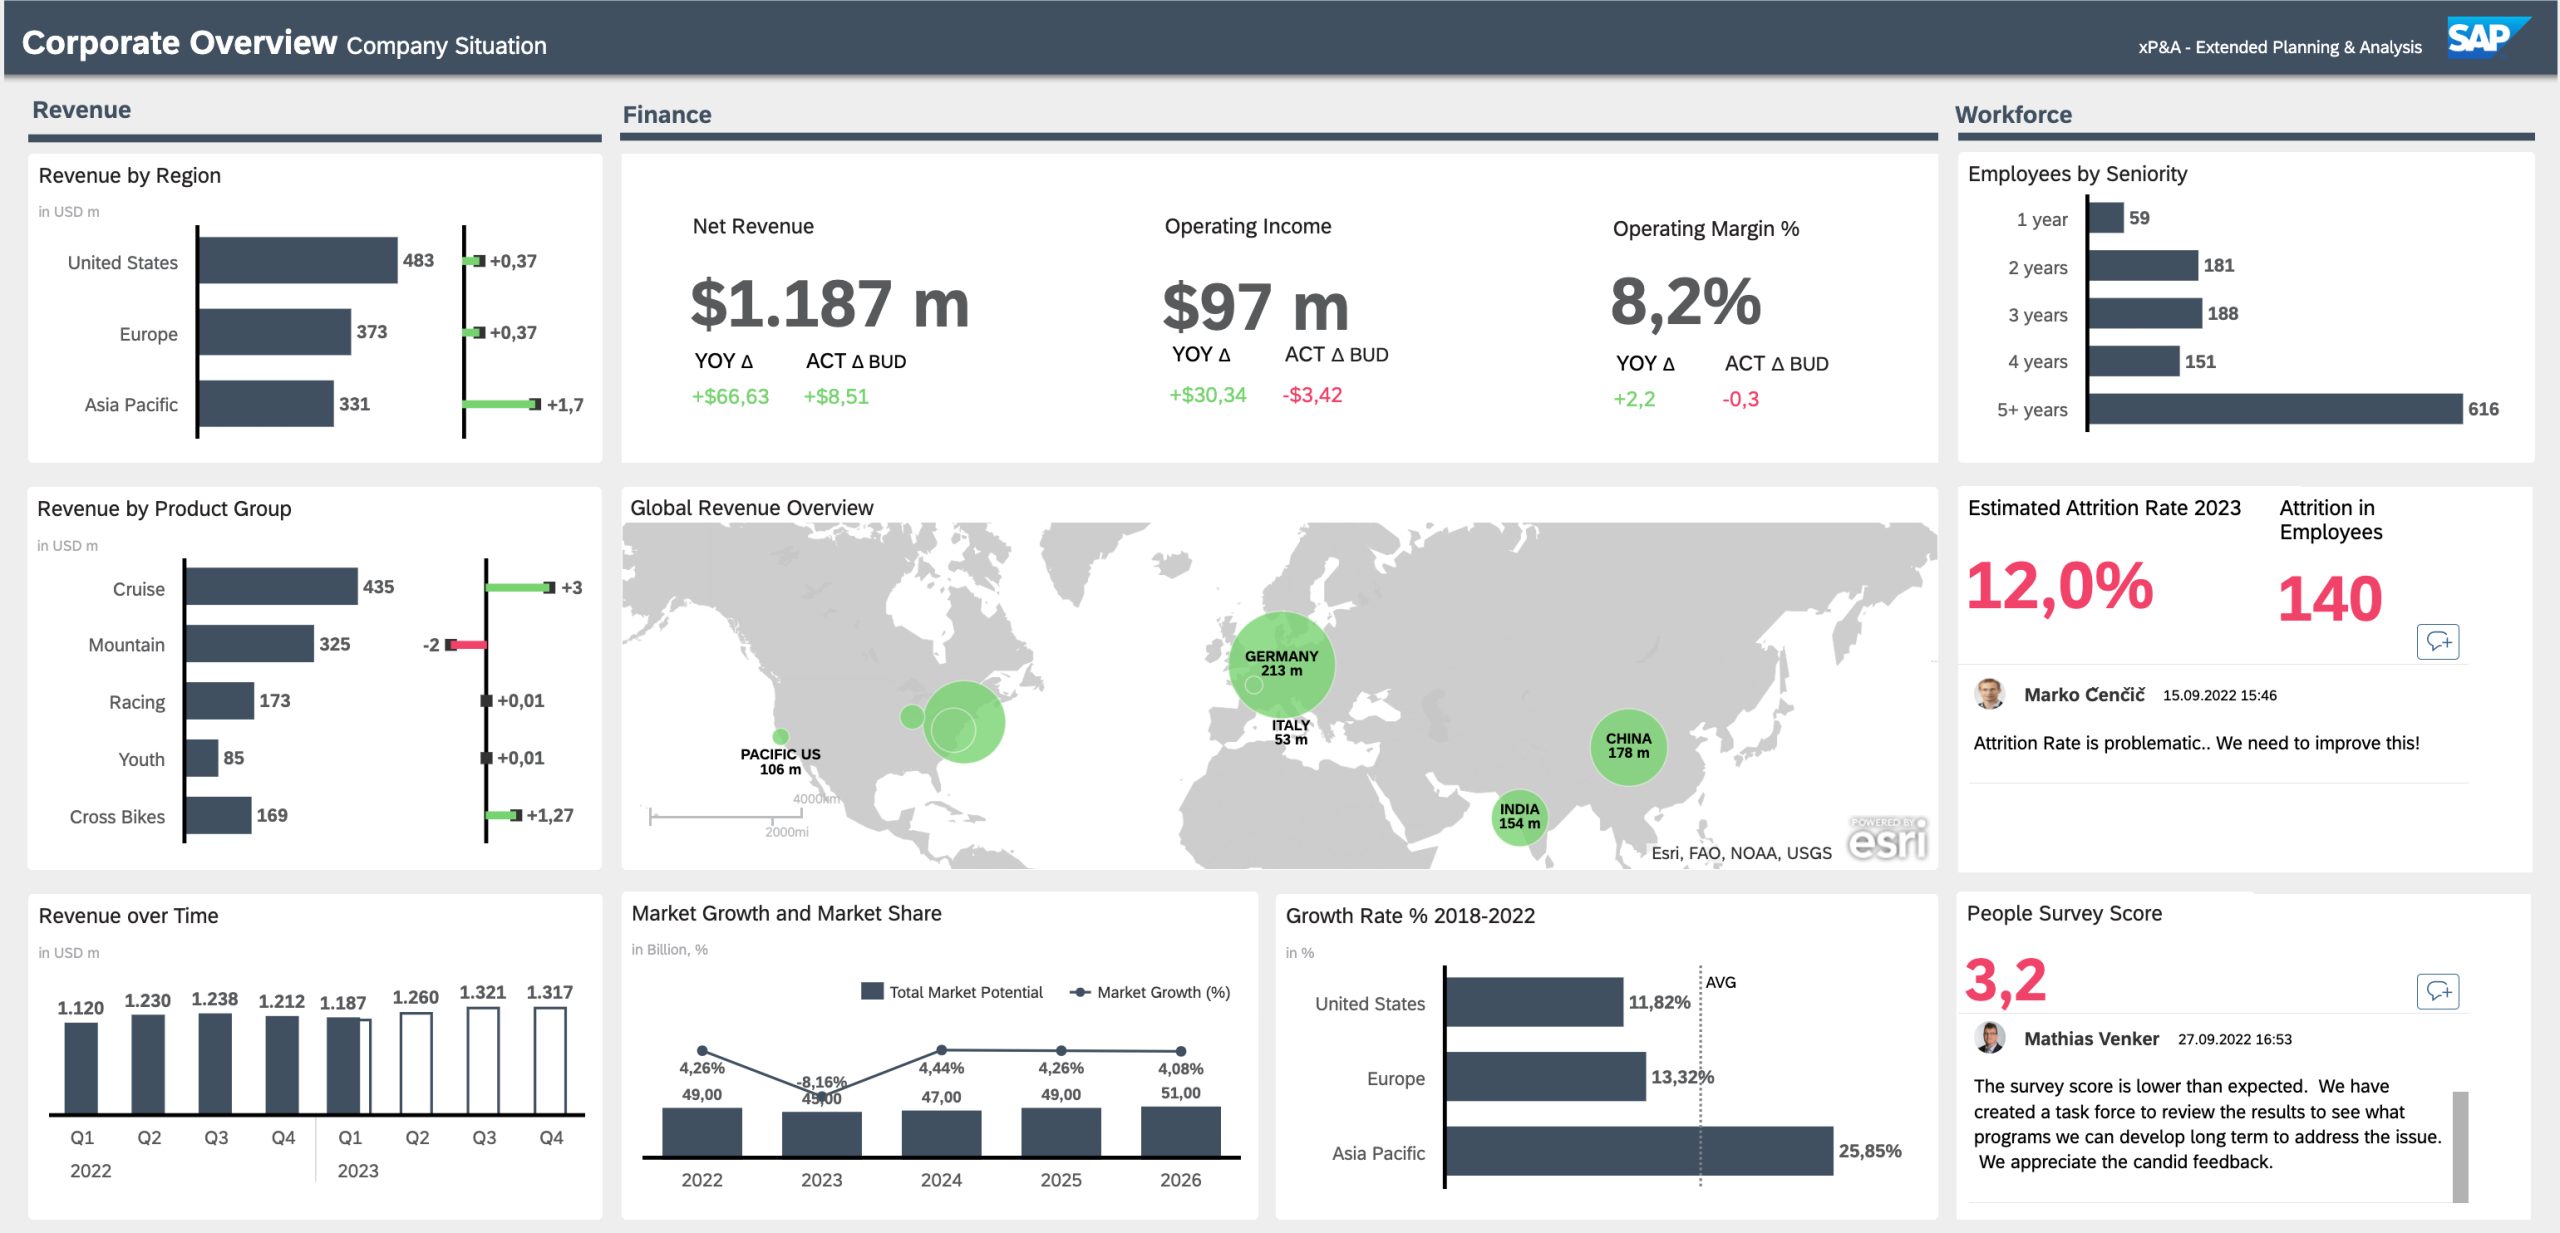 Corporate Overview Company Situation
xP&A - Extended Planning & Analysis
SAP
Revenue
Revenue by Region
in USD m
United States 483 +0,37
Europe 373 +0,37
Asia Pacific 331 +1,7
Revenue by Product Group
in USD m
Cruise 435 +3
Mountain 325 -2
Racing 173 +0,01
Youth 85 +0,01
Cross Bikes 169 +1,27
Revenue over Time
in USD m
1.120 1.230 1.238 1.212 1.187 1.260 1.321 1.317
Q1 Q2 Q3 Q4 Q1 Q2 Q3 Q4
2022 2023
Finance
Net Revenue
$1.187 m
YOY Δ ACT Δ BUD
+$66,63 +$8,51
Operating Income
$97 m
YOY Δ ACT Δ BUD
+$30,34 -$3,42
Operating Margin %
8,2%
YOY Δ ACT Δ BUD
+2,2 -0,3
Global Revenue Overview
GERMANY
213 m
ITALY
53 m
PACIFIC US
106 m
CHINA
178 m
INDIA
154 m
4000km
2000mi
Esri, FAO, NOAA, USGS
POWERED BY
esri
Market Growth and Market Share
in Billion, %
Total Market Potential Market Growth (%)
4,26% -8,16% 4,44% 4,26% 4,08%
49,00 45,00 47,00 49,00 51,00
2022 2023 2024 2025 2026
Growth Rate % 2018-2022
in %
AVG
United States 11,82%
Europe 13,32%
Asia Pacific 25,85%
Workforce
Employees by Seniority
1 year 59
2 years 181
3 years 188
4 years 151
5+ years 616
Estimated Attrition Rate 2023
12,0%
Attrition in
Employees
140
Marko Čenčič 15.09.2022 15:46
Attrition Rate is problematic.. We need to improve this!
People Survey Score
3,2
Mathias Venker 27.09.2022 16:53
The survey score is lower than expected. We have
created a task force to review the results to see what
programs we can develop long term to address the issue.
We appreciate the candid feedback.